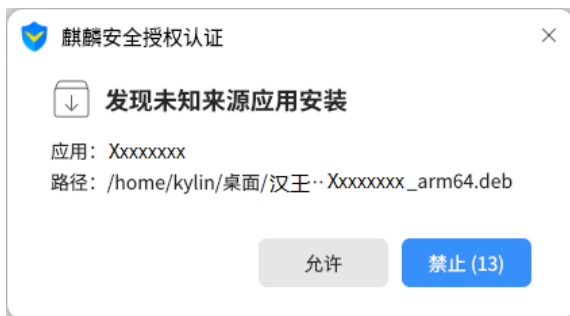 麒麟安全授权认证
发现未知来源应用安装
应用： Xxxxxxxx
路径：/home/kylin/桌面/汉王··Xxxxxxxx_arm64.deb
允许
禁止 (13)